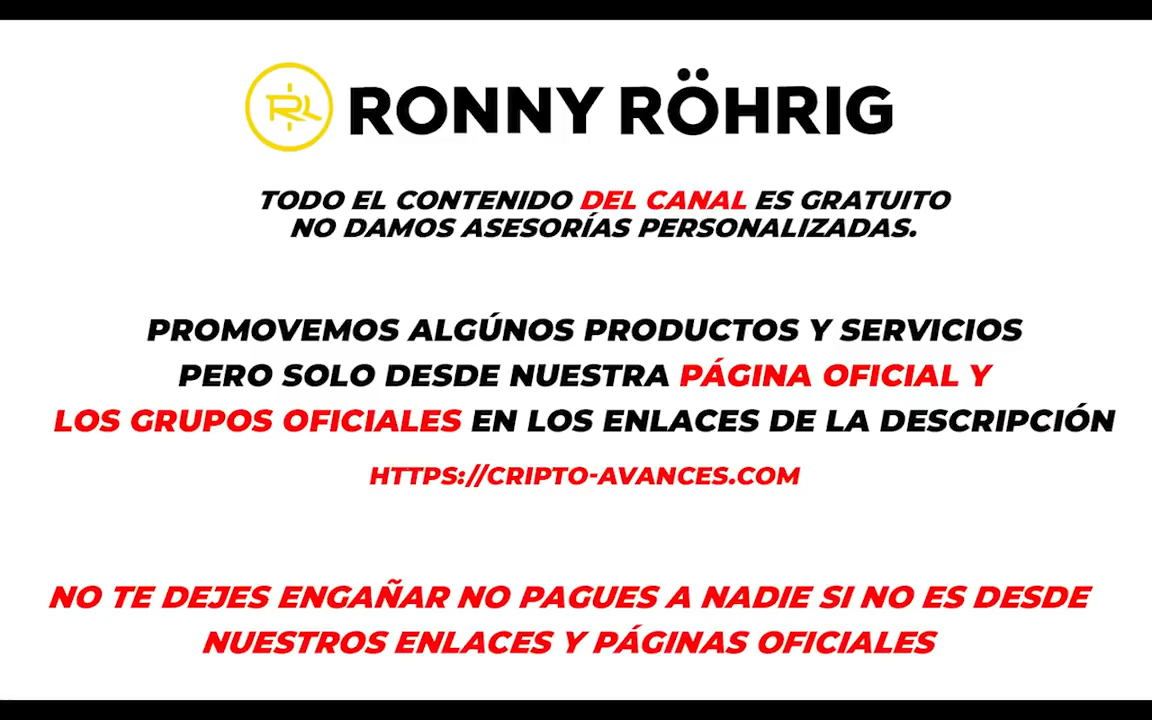 RONNY RÖHRIG
TODO EL CONTENIDO DEL CANAL ES GRATUITO
NO DAMOS ASESORÍAS PERSONALIZADAS.
PROMOVEMOS ALGÚNOS PRODUCTOS Y SERVICIOS
PERO SOLO DESDE NUESTRA PÁGINA OFICIAL Y
LOS GRUPOS OFICIALES EN LOS ENLACES DE LA DESCRIPCIÓN
HTTPS://CRIPTO-AVANCES.COM
NO TE DEJES ENGAÑAR NO PAGUES A NADIE SI NO ES DESDE
NUESTROS ENLACES Y PÁGINAS OFICIALES